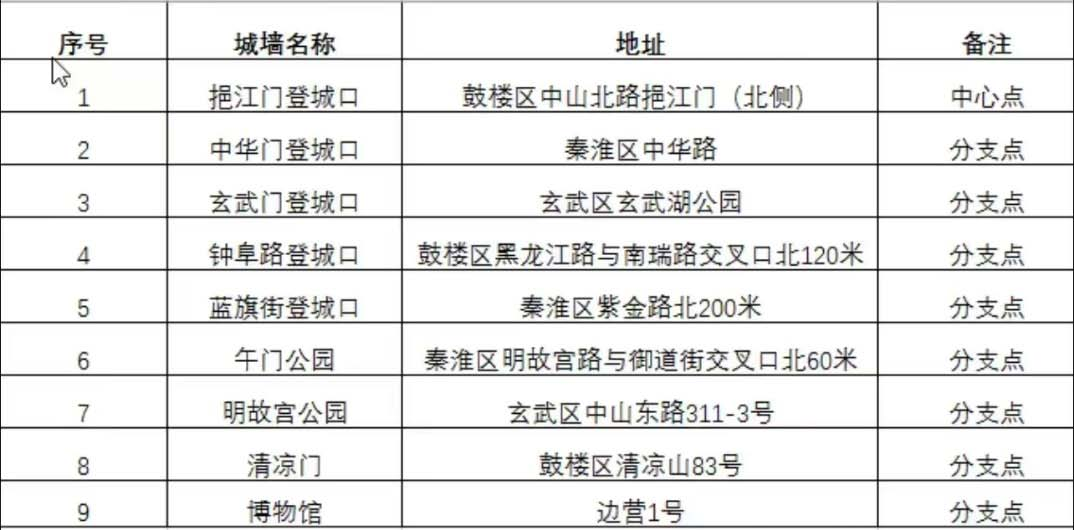 序号 城墙名称 地址 备注
1 挹江门登城口 鼓楼区中山北路挹江门（北侧） 中心点
2 中华门登城口 秦淮区中华路 分支点
3 玄武门登城口 玄武区玄武湖公园 分支点
4 钟阜路登城口 鼓楼区黑龙江路与南瑞路交叉口北120米 分支点
5 蓝旗街登城口 秦淮区紫金路北200米 分支点
6 午门公园 秦淮区明故宫路与御道街交叉口北60米 分支点
7 明故宫公园 玄武区中山东路311-3号 分支点
8 清凉门 鼓楼区清凉山83号 分支点
9 博物馆 边营1号 分支点